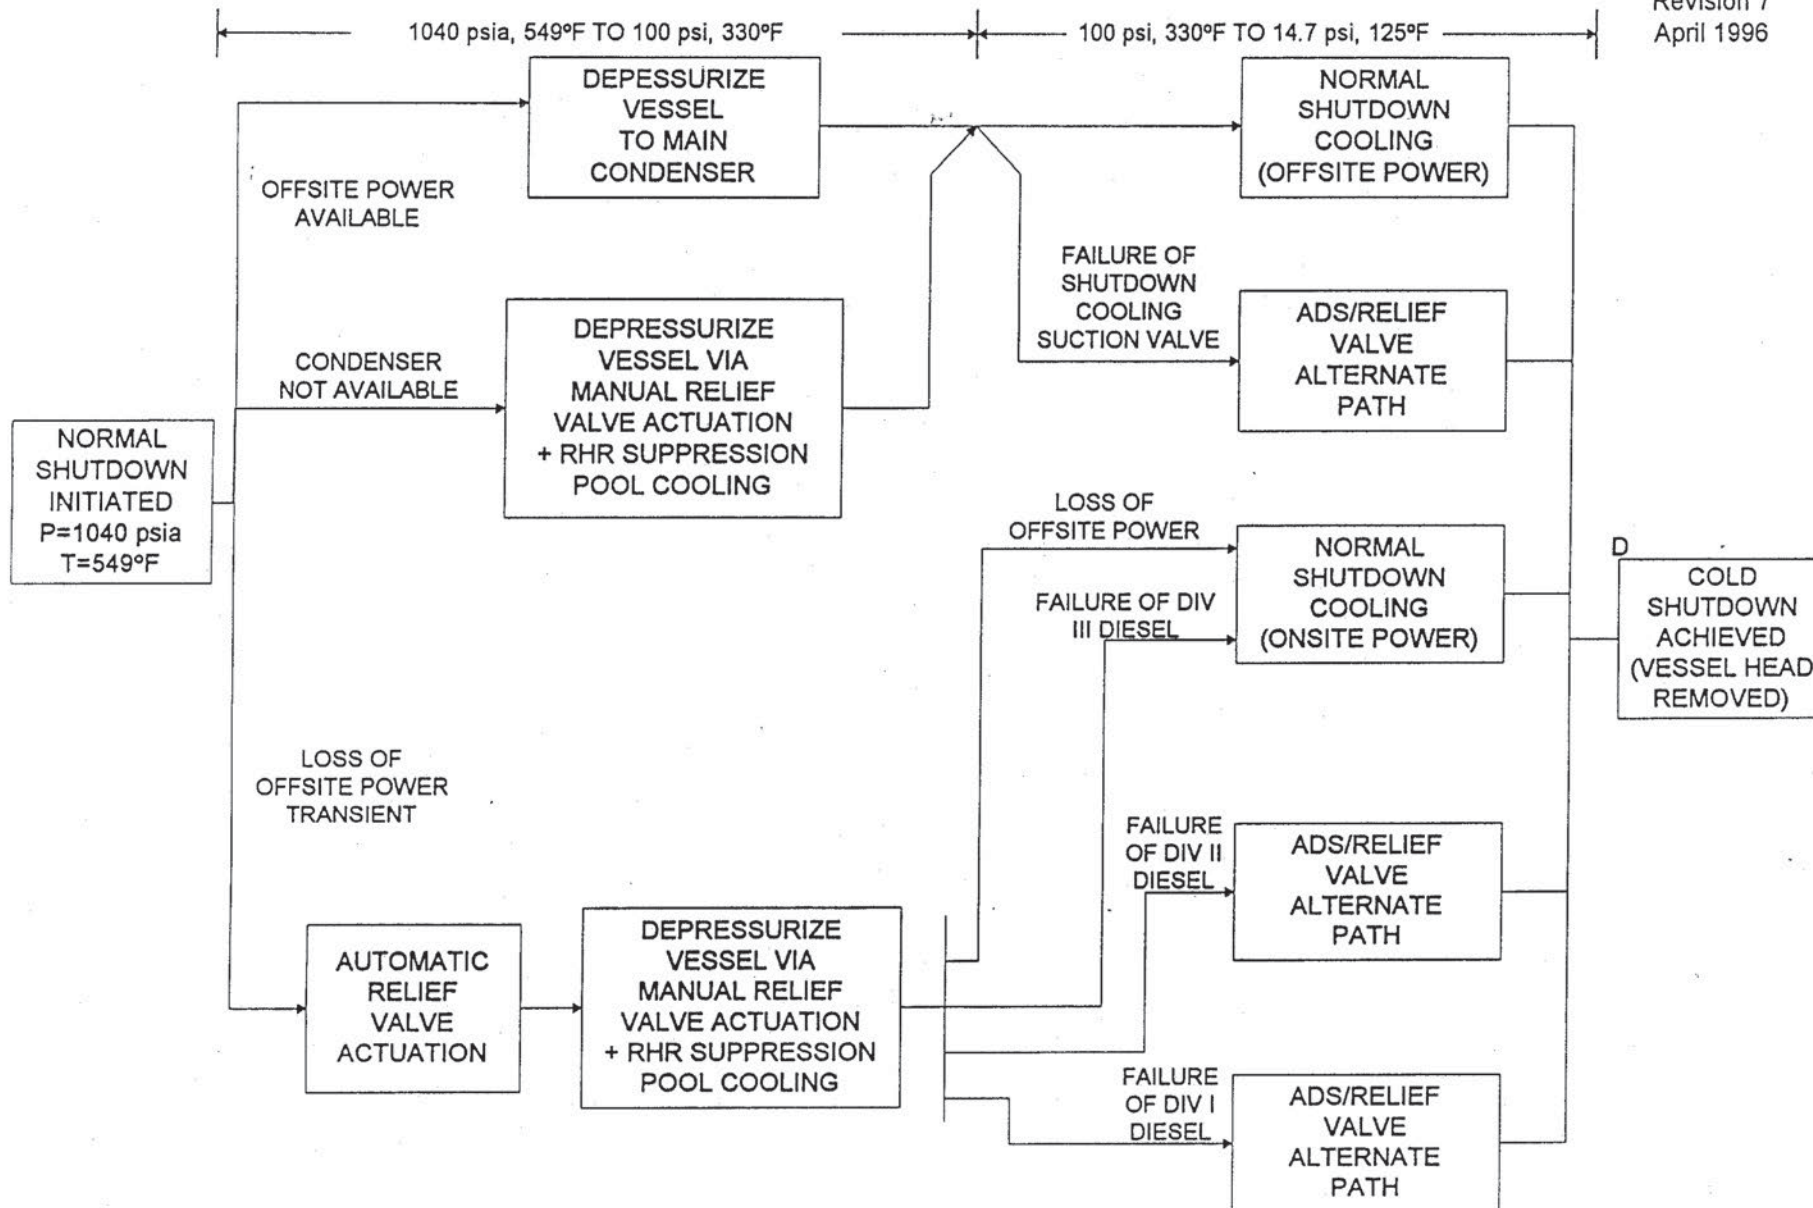 Revision 7
April 1996
1040 psia, 549ºF TO 100 psi, 330ºF
100 psi, 330ºF TO 14.7 psi, 125ºF
DEPESSURIZE
VESSEL
TO MAIN
CONDENSER
NORMAL
SHUTDOWN
COOLING
(OFFSITE POWER)
OFFSITE POWER
AVAILABLE
FAILURE OF
SHUTDOWN
COOLING
SUCTION VALVE
ADS/RELIEF
VALVE
ALTERNATE
PATH
CONDENSER
NOT AVAILABLE
DEPRESSURIZE
VESSEL VIA
MANUAL RELIEF
VALVE ACTUATION
+ RHR SUPPRESSION
POOL COOLING
NORMAL
SHUTDOWN
INITIATED
P=1040 psia
T=549ºF
LOSS OF
OFFSITE POWER
NORMAL
SHUTDOWN
COOLING
(ONSITE POWER)
FAILURE OF DIV
III DIESEL
D
COLD
SHUTDOWN
ACHIEVED
(VESSEL HEAD
REMOVED)
LOSS OF
OFFSITE POWER
TRANSIENT
FAILURE
OF DIV II
DIESEL
ADS/RELIEF
VALVE
ALTERNATE
PATH
AUTOMATIC
RELIEF
VALVE
ACTUATION
DEPRESSURIZE
VESSEL VIA
MANUAL RELIEF
VALVE ACTUATION
+ RHR SUPPRESSION
POOL COOLING
FAILURE
OF DIV I
DIESEL
ADS/RELIEF
VALVE
ALTERNATE
PATH